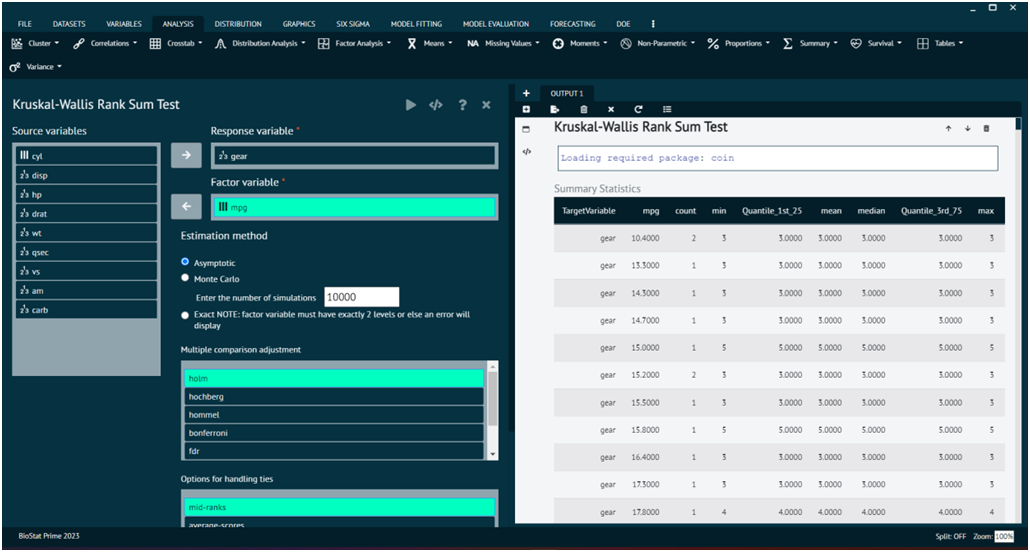 FILE DATASETS VARIABLES ANALYSIS DISTRIBUTION GRAPHICS SIX SIGMA MODEL FITTING MODEL EVALUATION FORECASTING DOE
Cluster Correlations Crosstab Distribution Analysis Factor Analysis Means NA Missing Values Moments Non-Parametric Proportions Summary Survival Tables
σ² Variance
Kruskal-Wallis Rank Sum Test
Source variables
cyl
disp
hp
drat
wt
qsec
vs
am
carb
Response variable *
gear
Factor variable *
mpg
Estimation method
Asymptotic
Monte Carlo
Enter the number of simulations 10000
Exact NOTE: factor variable must have exactly 2 levels or else an error will
display
Multiple comparison adjustment
holm
hochberg
hommel
bonferroni
fdr
Options for handling ties
mid-ranks
average-scores
+ OUTPUT 1
Kruskal-Wallis Rank Sum Test
Loading required package: coin
Summary Statistics
TargetVariable mpg count min Quantile_1st_25 mean median Quantile_3rd_75 max
gear 10.4000 2 3 3.0000 3.0000 3.0000 3.0000 3
gear 13.3000 1 3 3.0000 3.0000 3.0000 3.0000 3
gear 14.3000 1 3 3.0000 3.0000 3.0000 3.0000 3
gear 14.7000 1 3 3.0000 3.0000 3.0000 3.0000 3
gear 15.0000 1 5 5.0000 5.0000 5.0000 5.0000 5
gear 15.2000 2 3 3.0000 3.0000 3.0000 3.0000 3
gear 15.5000 1 3 3.0000 3.0000 3.0000 3.0000 3
gear 15.8000 1 5 5.0000 5.0000 5.0000 5.0000 5
gear 16.4000 1 3 3.0000 3.0000 3.0000 3.0000 3
gear 17.3000 1 3 3.0000 3.0000 3.0000 3.0000 3
gear 17.8000 1 4 4.0000 4.0000 4.0000 4.0000 4
BioStat Prime 2023
Split: OFF Zoom: 100%